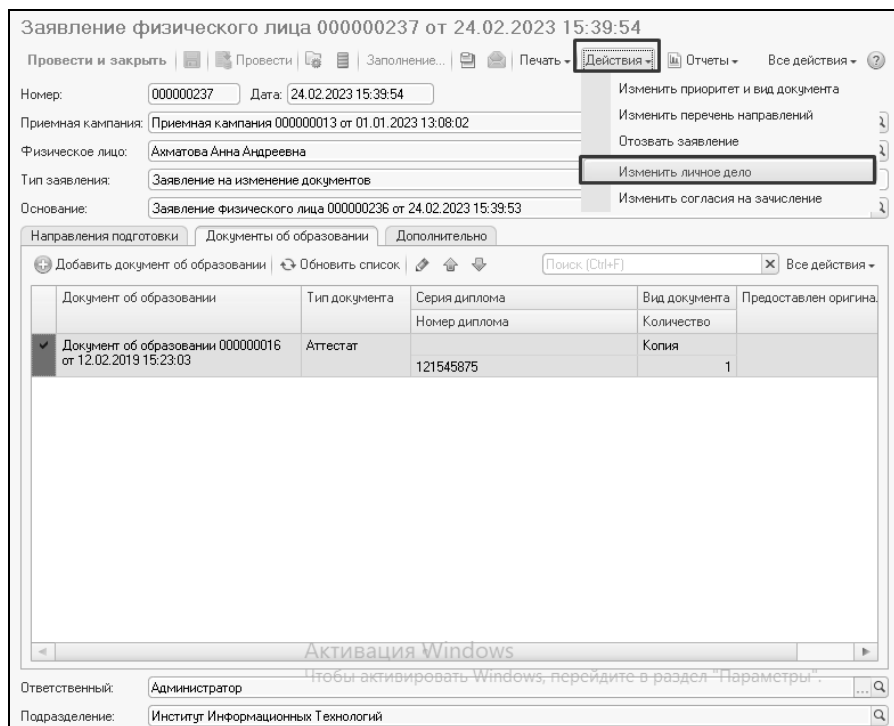 Заявление физического лица 000000237 от 24.02.2023 15:39:54
Провести и закрыть Провести Заполнение... Печать Действия Отчеты Все действия ?
Номер: 000000237 Дата: 24.02.2023 15:39:54
Изменить приоритет и вид документа
Приемная кампания: Приемная кампания 000000013 от 01.01.2023 13:08:02
Изменить перечень направлений
Физическое лицо: Ахматова Анна Андреевна
Отозвать заявление
Тип заявления: Заявление на изменение документов
Изменить личное дело
Основание: Заявление физического лица 000000236 от 24.02.2023 15:39:53
Изменить согласия на зачисление
Направления подготовки Документы об образовании Дополнительно
Добавить документ об образовании Обновить список Поиск (Ctrl+F) Все действия
Документ об образовании Тип документа Серия диплома Вид документа Предоставлен оригина
Номер диплома Количество
Документ об образовании 000000016 Аттестат Копия
от 12.02.2019 15:23:03 121545875 1
Активация Windows
Чтобы активировать Windows, перейдите в раздел "Параметры".
Ответственный: Администратор ...
Подразделение: Институт Информационных Технологий